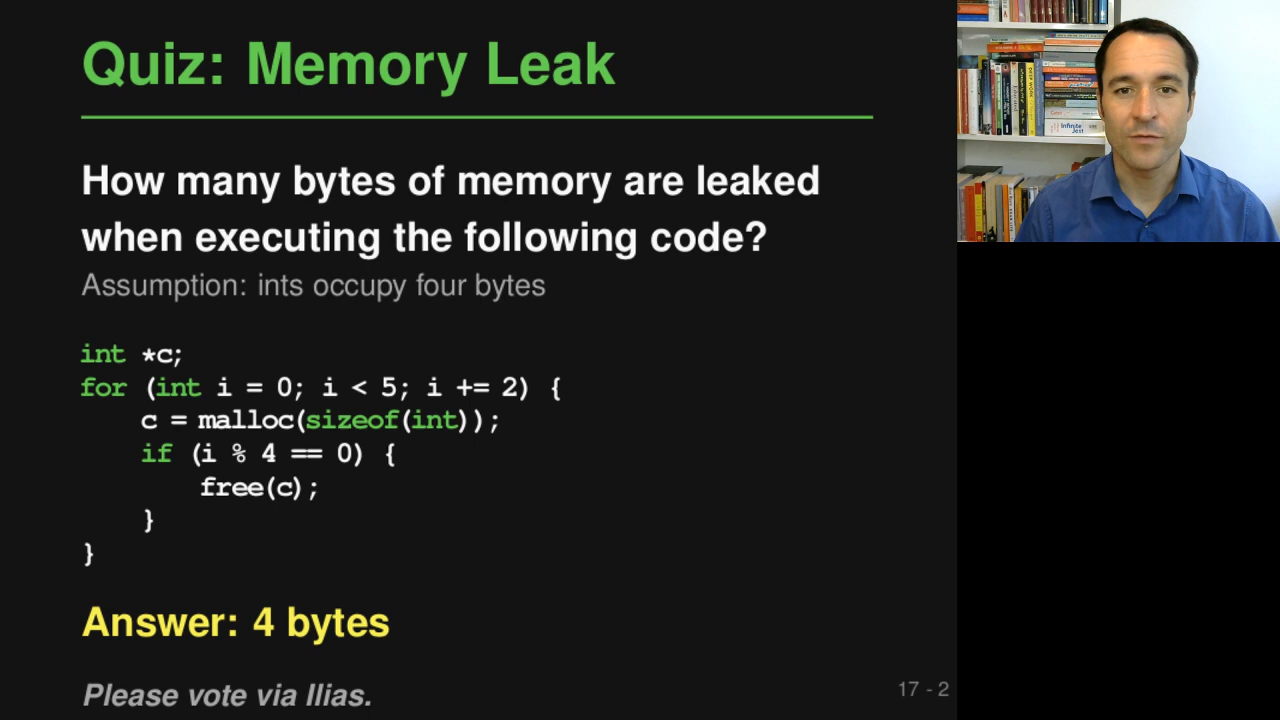 Quiz: Memory Leak
How many bytes of memory are leaked
when executing the following code?
Assumption: ints occupy four bytes
int *c;
for (int i = 0; i < 5; i += 2) {
    c = malloc(sizeof(int));
    if (i % 4 == 0) {
        free(c);
    }
}
Answer: 4 bytes
Please vote via Ilias.
17 - 2
Infinite
Jest